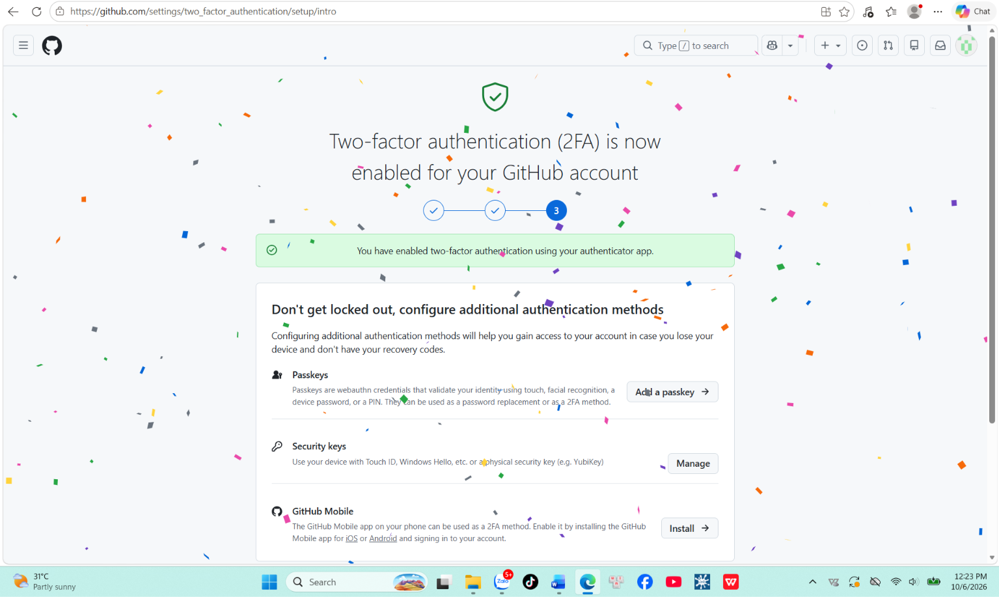 https://github.com/settings/two_factor_authentication/setup/intro
Chat
Type / to search
Two-factor authentication (2FA) is now
enabled for your GitHub account
3
You have enabled two-factor authentication using your authenticator app.
Don't get locked out, configure additional authentication methods
Configuring additional authentication methods will help you gain access to your account in case you lose your
device and don't have your recovery codes.
Passkeys
Passkeys are webauthn credentials that validate your identity using touch, facial recognition, a
device password, or a PIN. They can be used as a password replacement or as a 2FA method.
Add a passkey
Security keys
Use your device with Touch ID, Windows Hello, etc. or a physical security key (e.g. YubiKey)
Manage
GitHub Mobile
The GitHub Mobile app on your phone can be used as a 2FA method. Enable it by installing the GitHub
Mobile app for iOS or Android and signing in to your account.
Install
31°C
Partly sunny
Search
Zalo
5+
W
W
12:23 PM
10/6/2026